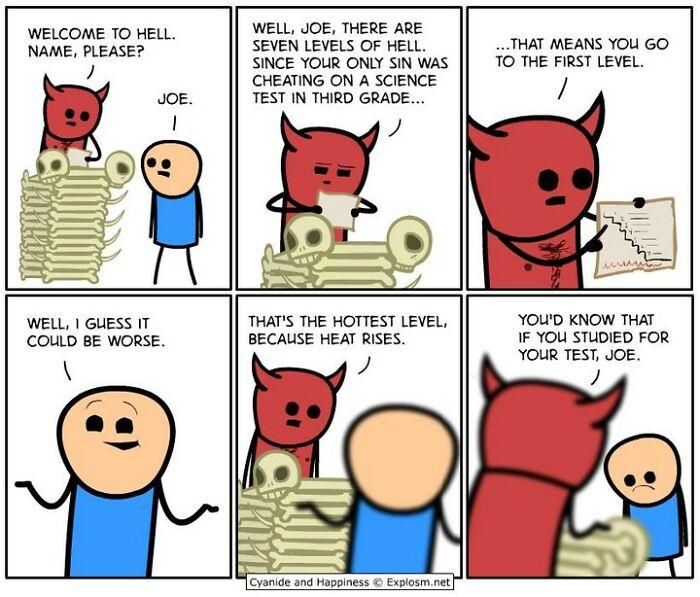 WELCOME TO HELL.
NAME, PLEASE?
JOE.
WELL, JOE, THERE ARE
SEVEN LEVELS OF HELL.
SINCE YOUR ONLY SIN WAS
CHEATING ON A SCIENCE
TEST IN THIRD GRADE...
...THAT MEANS YOU GO
TO THE FIRST LEVEL.
WELL, I GUESS IT
COULD BE WORSE.
THAT'S THE HOTTEST LEVEL,
BECAUSE HEAT RISES.
YOU'D KNOW THAT
IF YOU STUDIED FOR
YOUR TEST, JOE.
Cyanide and Happiness © Explosm.net